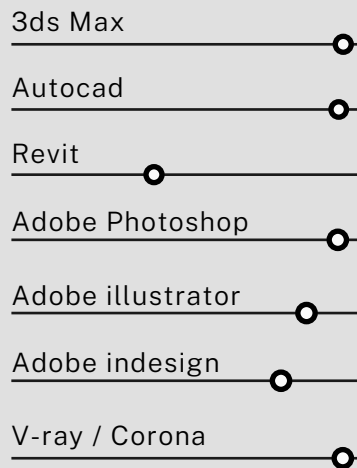 3ds Max
Autocad
Revit
Adobe Photoshop
Adobe illustrator
Adobe indesign
V-ray / Corona